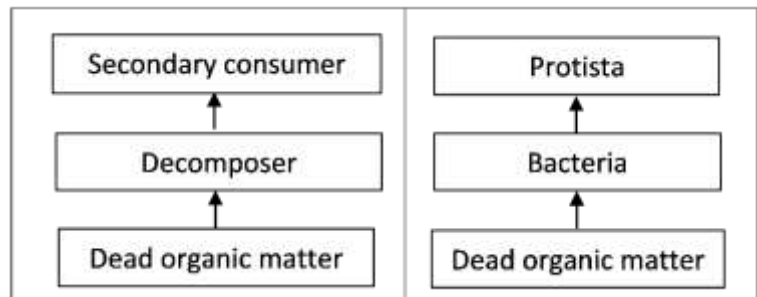 Secondary consumer
Decomposer
Dead organic matter
Protista
Bacteria
Dead organic matter